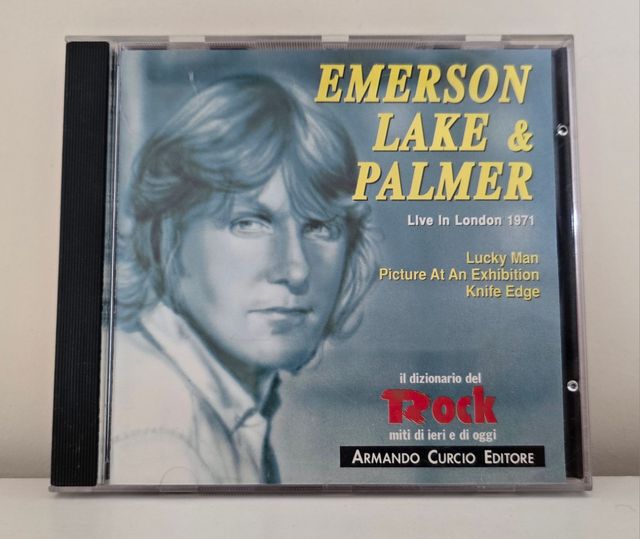 EMERSON
LAKE &
PALMER
Live In London 1971
Lucky Man
Picture At An Exhibition
Knife Edge
il dizionario del
Rock
miti di ieri e di oggi
ARMANDO CURCIO EDITORE